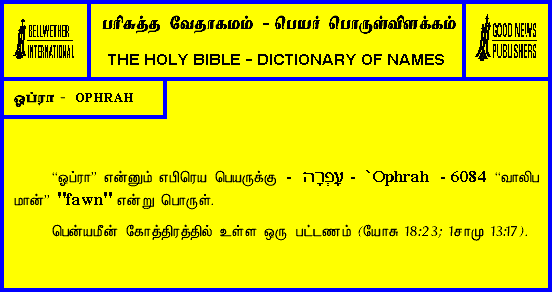 BELLWETHER
INTERNATIONAL
பரிசுத்த வேதாகமம் - பெயர் பொருள்விளக்கம்
THE HOLY BIBLE - DICTIONARY OF NAMES
GOOD NEWS
PUBLISHERS
ஓப்ரா - OPHRAH
“ஒப்ரா” என்னும் எபிரெய பெயருக்கு - עָפְרָה - `Ophrah - 6084 “வாலிப
மான்” "fawn" என்று பொருள்.
பென்யமீன் கோத்திரத்தில் உள்ள ஒரு பட்டணம் (யோசு 18:23; 1சாமு 13:17).